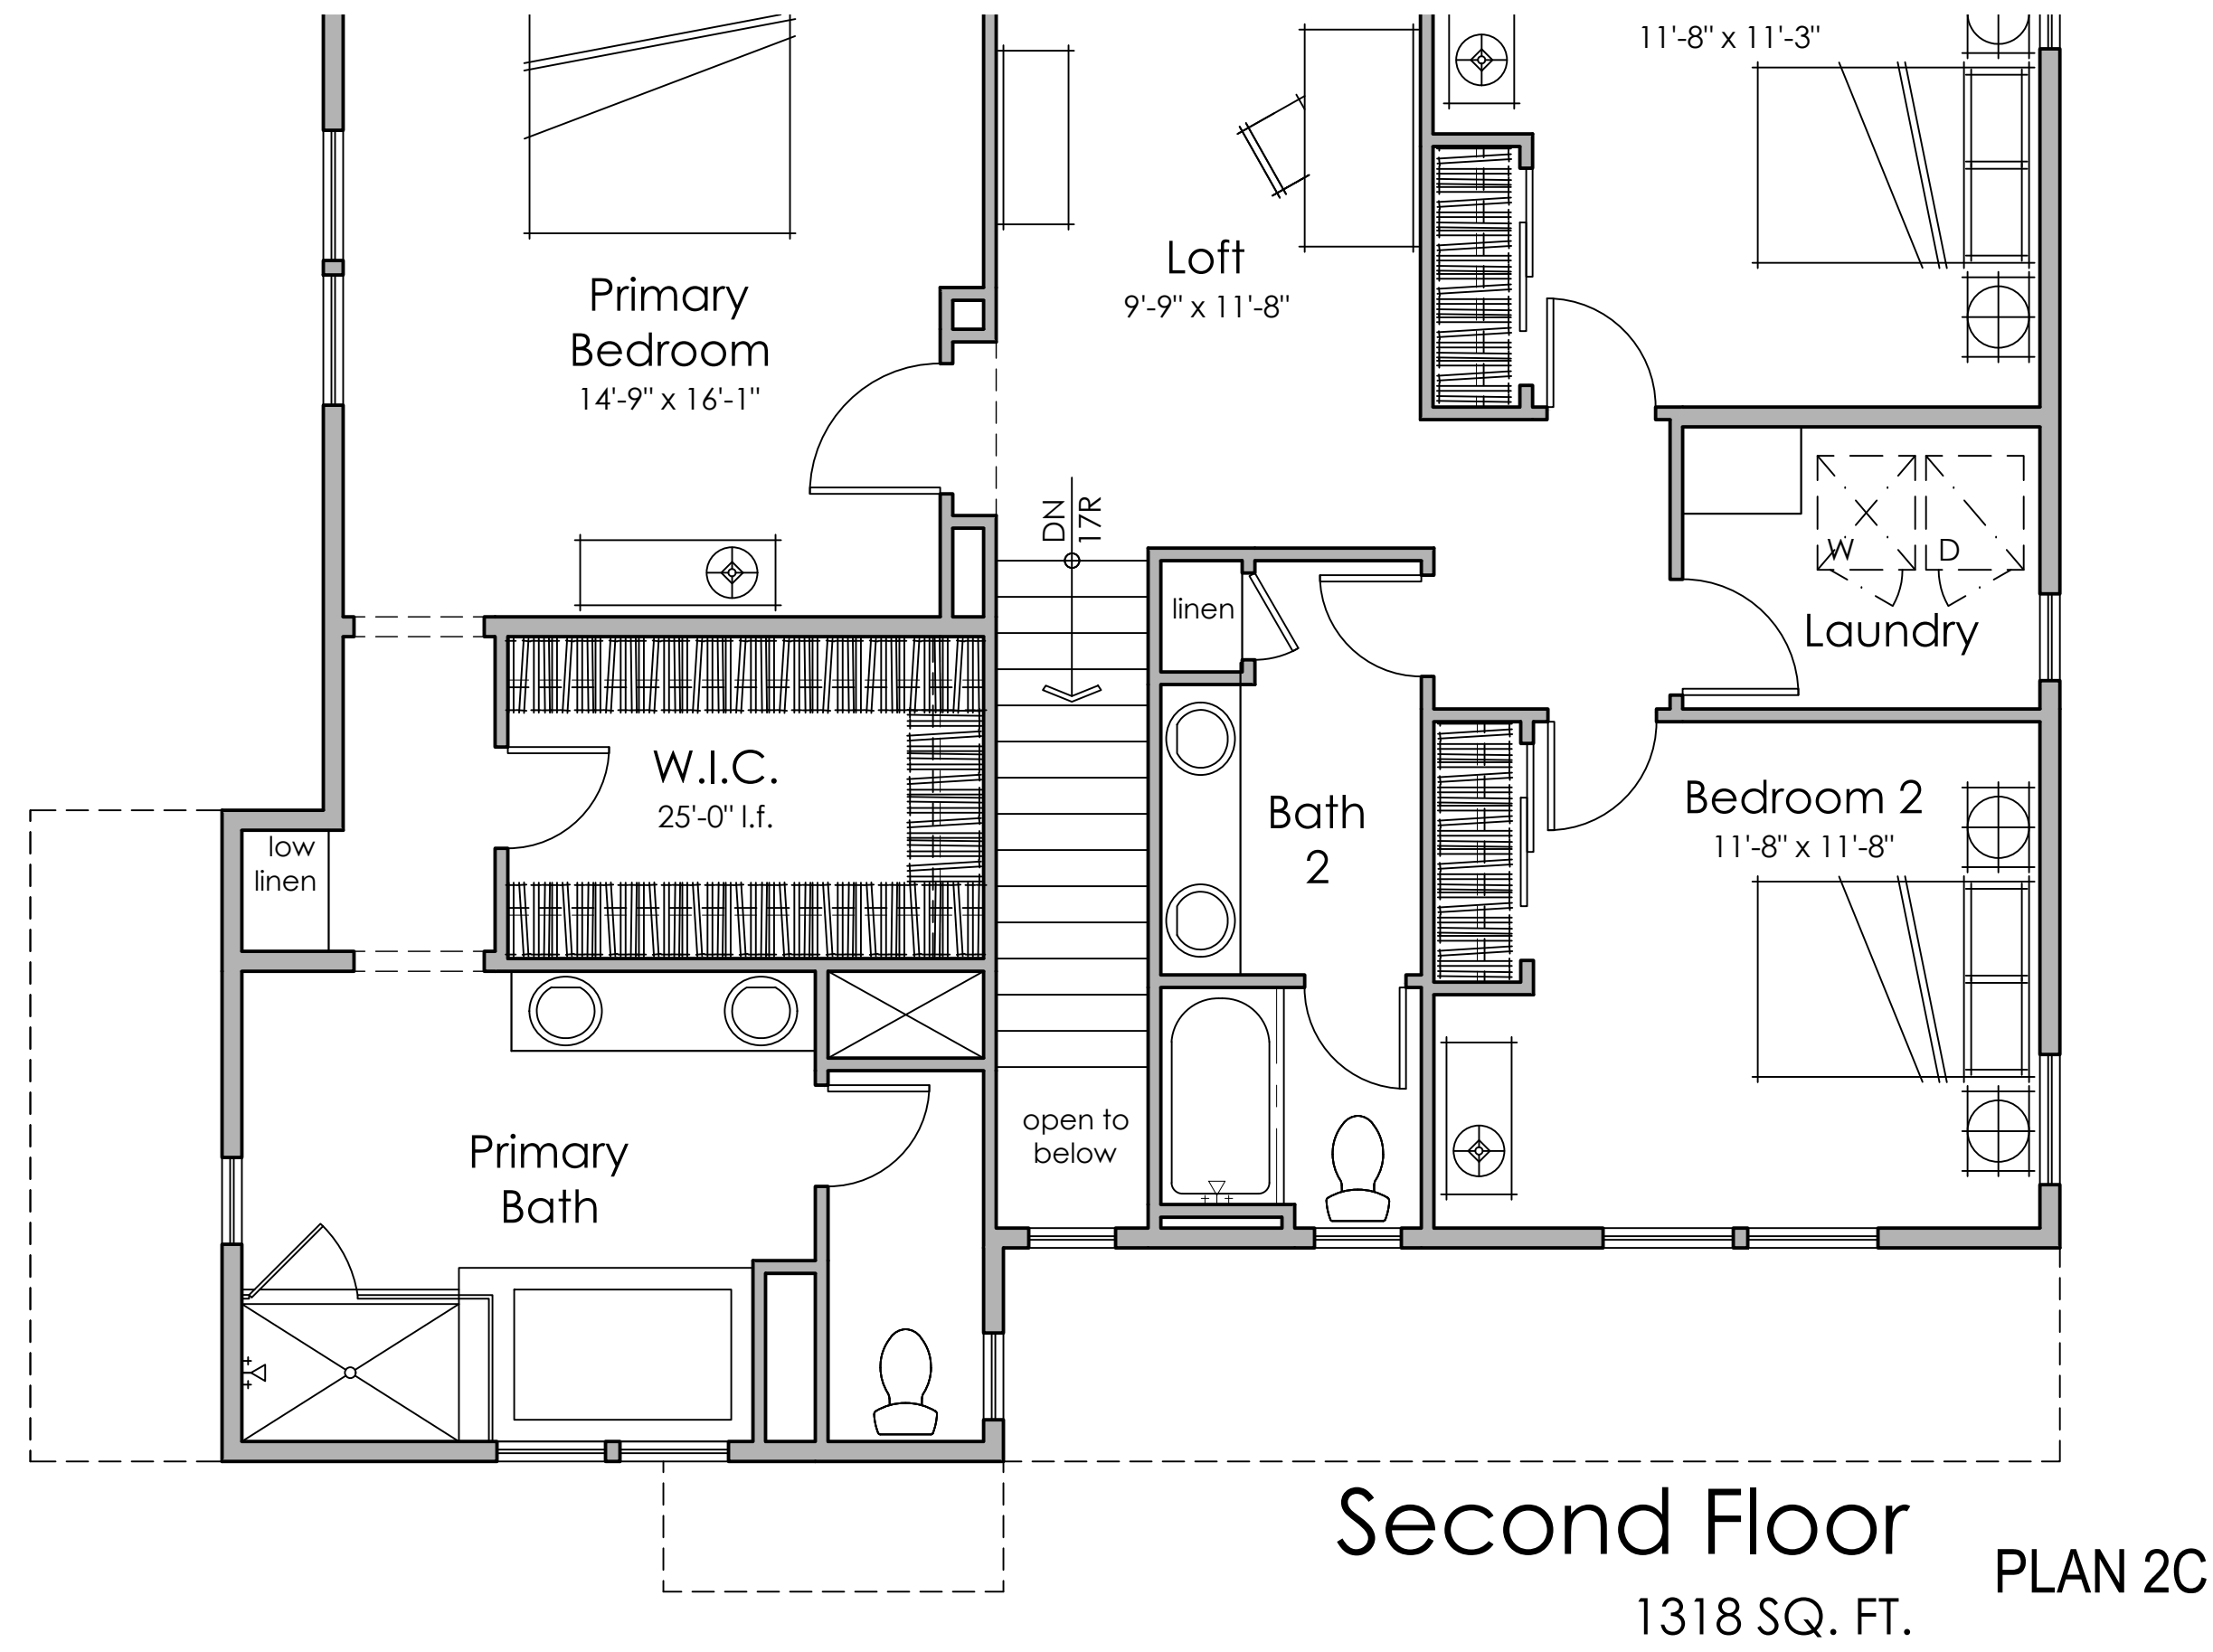 11'-8" x 11'-3"
Loft
9'-9" x 11'-8"
Primary
Bedroom
14'-9" x 16'-1"
DN
17R
W
D
linen
Laundry
W.I.C.
25'-0" l.f.
Bedroom 2
11'-8" x 11'-8"
Bath
2
low
linen
open to
below
Primary
Bath
Second Floor
PLAN 2C
1318 SQ. FT.